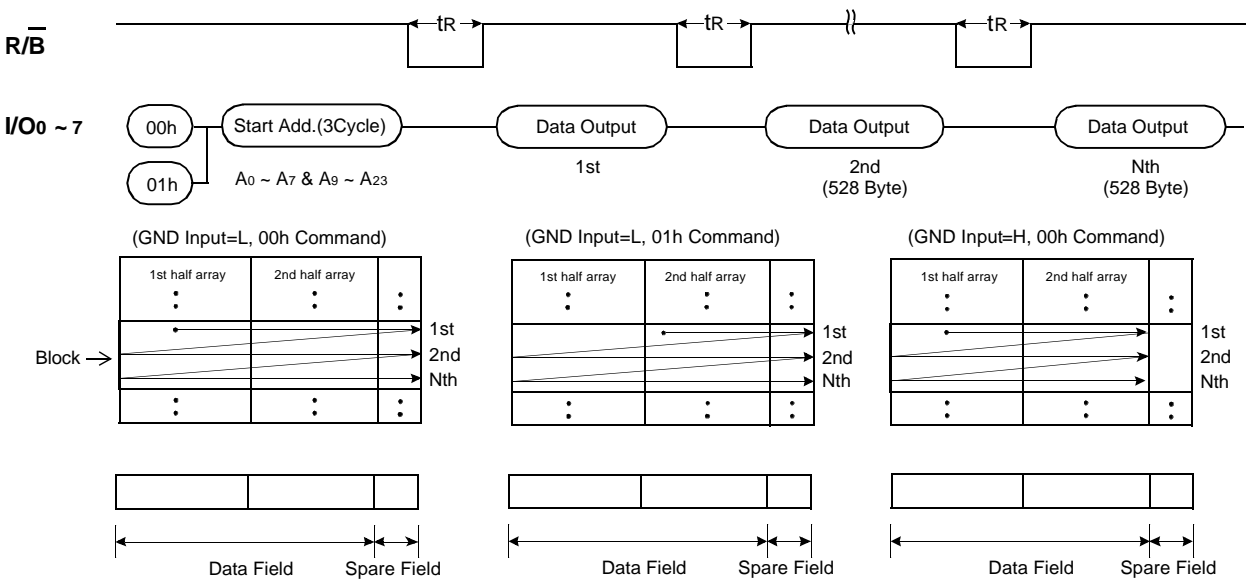 R/B
tR tR tR
I/O0 ~ 7
00h Start Add.(3Cycle) Data Output Data Output Data Output
01h
A0 ~ A7 & A9 ~ A23
1st 2nd Nth
(528 Byte) (528 Byte)
(GND Input=L, 00h Command) (GND Input=L, 01h Command) (GND Input=H, 00h Command)
1st half array 2nd half array 1st half array 2nd half array 1st half array 2nd half array
1st 1st 1st
Block 2nd 2nd 2nd
Nth Nth Nth
Data Field Spare Field Data Field Spare Field Data Field Spare Field